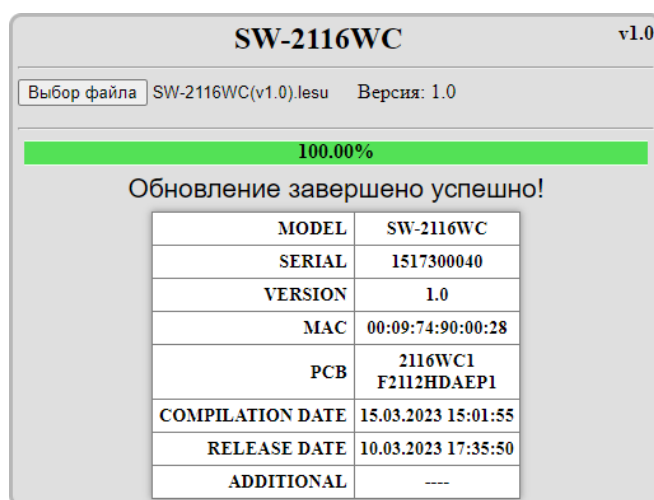 SW-2116WC v1.0
Выбор файла SW-2116WC(v1.0).lesu Версия: 1.0
100.00%
Обновление завершено успешно!
MODEL SW-2116WC
SERIAL 1517300040
VERSION 1.0
MAC 00:09:74:90:00:28
PCB 2116WC1
F2112HDAEP1
COMPILATION DATE 15.03.2023 15:01:55
RELEASE DATE 10.03.2023 17:35:50
ADDITIONAL ----